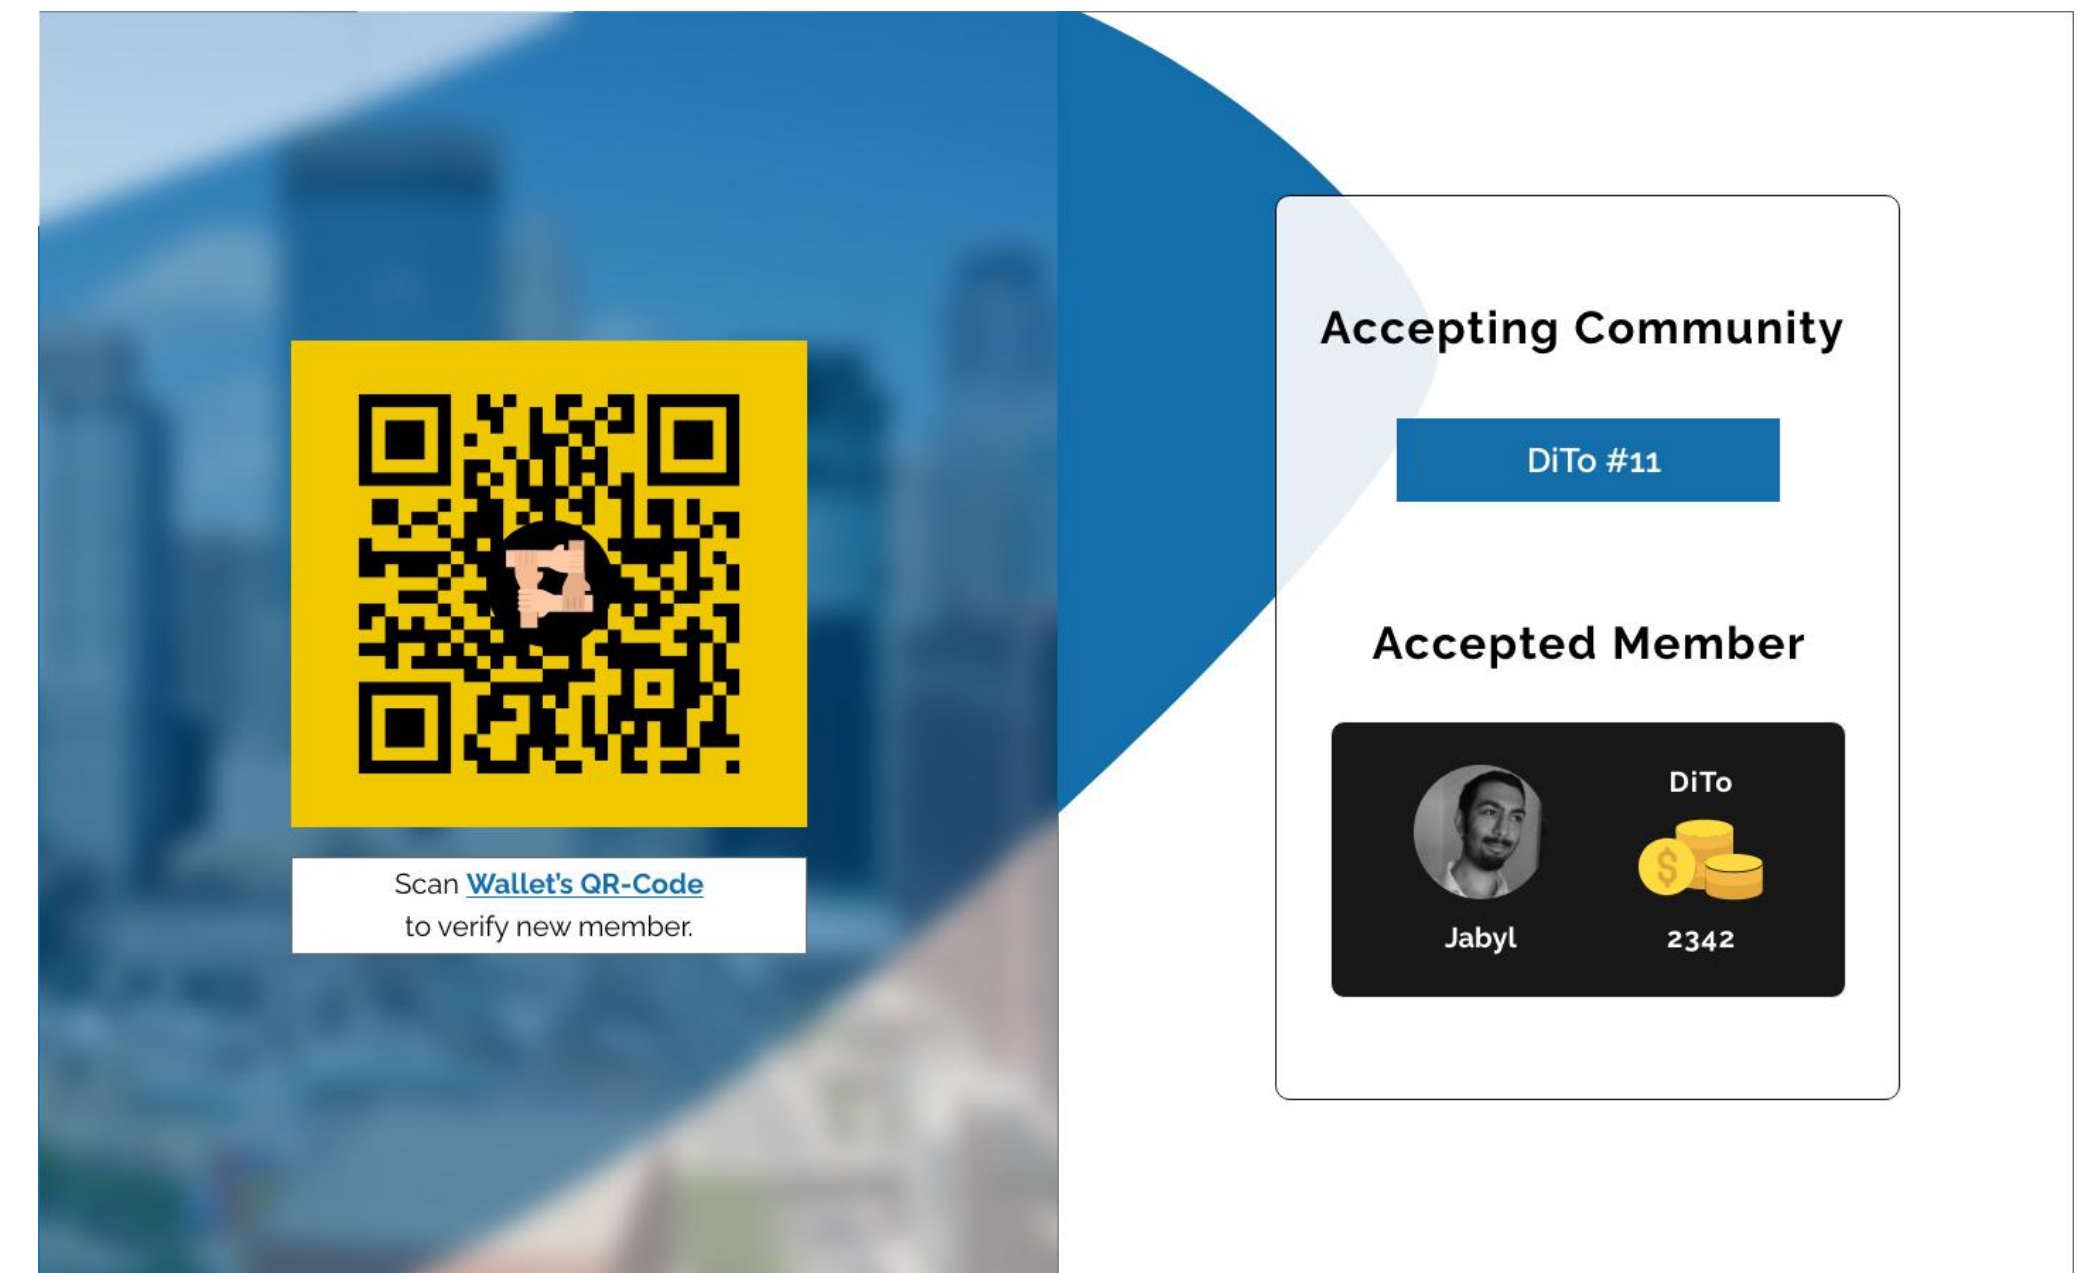 Scan Wallet's QR-Code
to verify new member.
Accepting Community
DiTo #11
Accepted Member
DiTo
Jabyl
2342